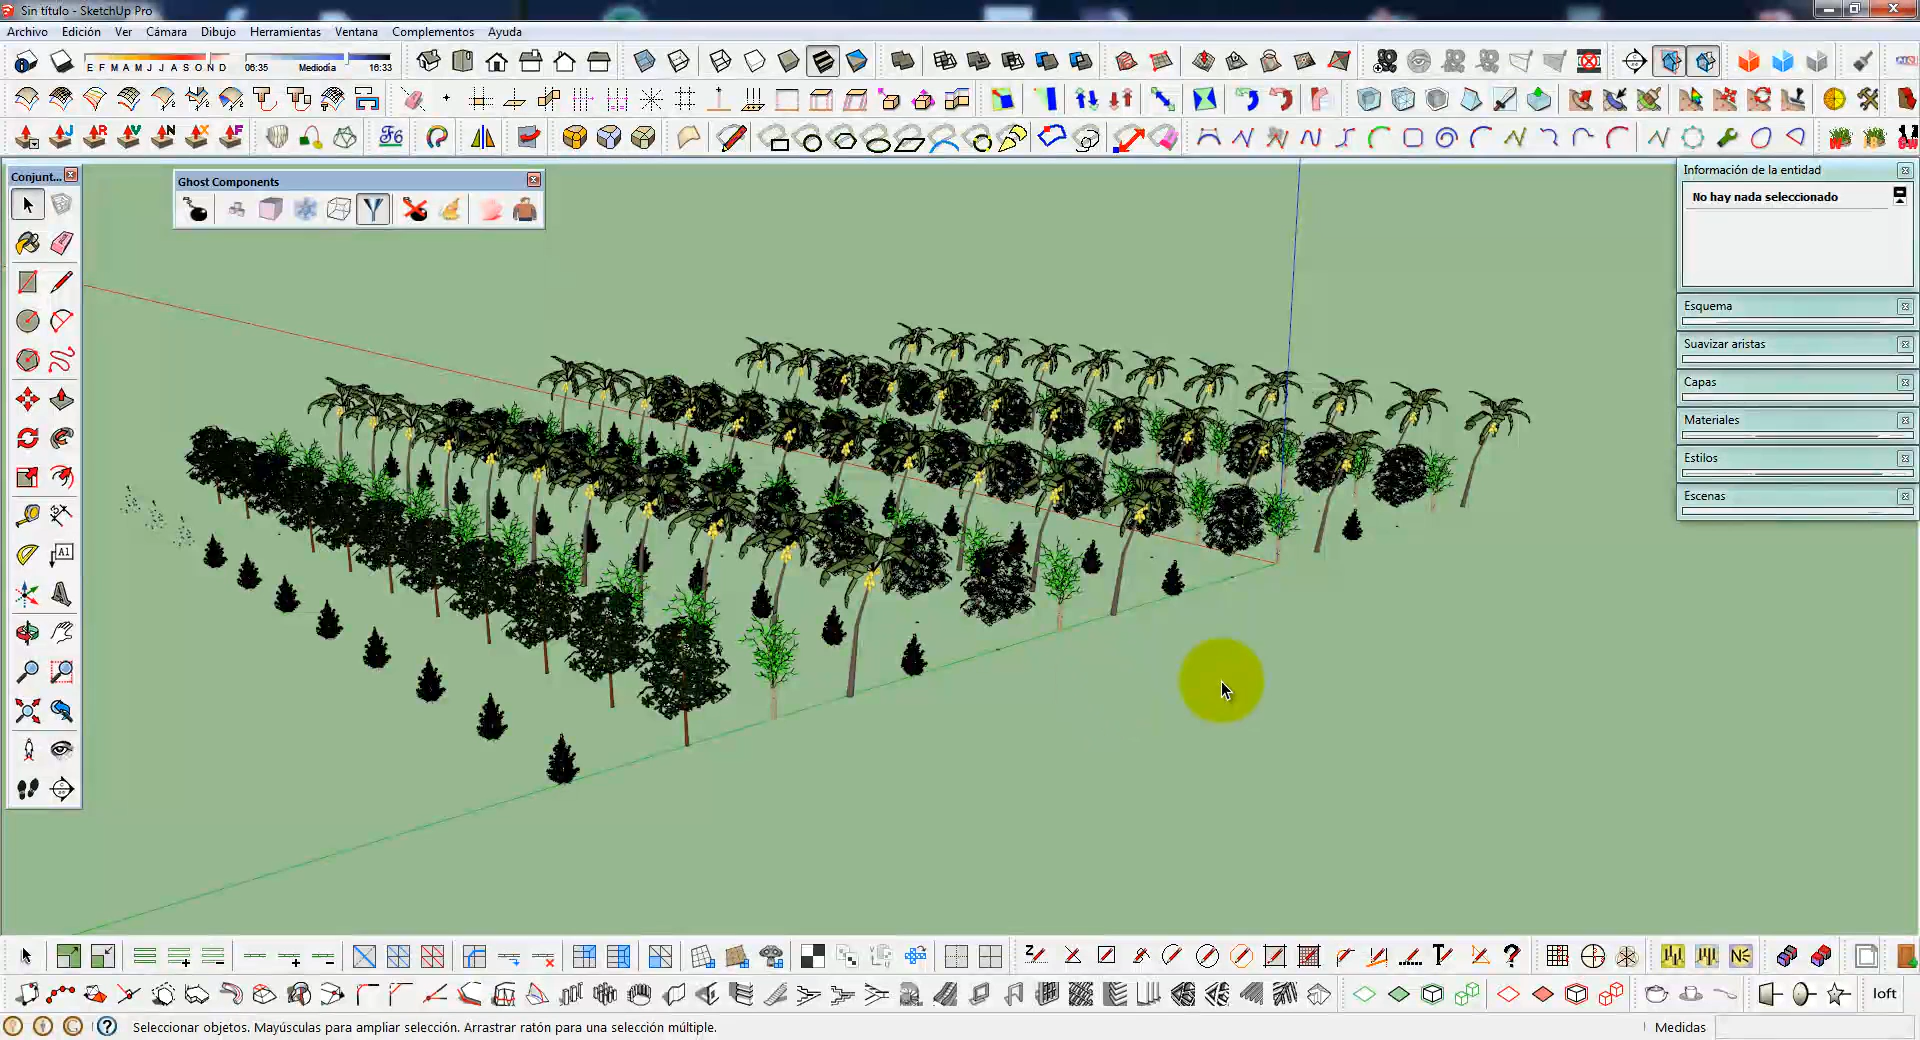 Sin título - SketchUp Pro
Archivo Edición Ver Cámara Dibujo Herramientas Ventana Complementos Ayuda
E F M A M J J A S O N D 06:35 Mediodía 16:33
Conjunt...
Ghost Components
Información de la entidad
No hay nada seleccionado
Esquema
Suavizar aristas
Capas
Materiales
Estilos
Escenas
loft
Seleccionar objetos. Mayúsculas para ampliar selección. Arrastrar ratón para una selección múltiple.
Medidas